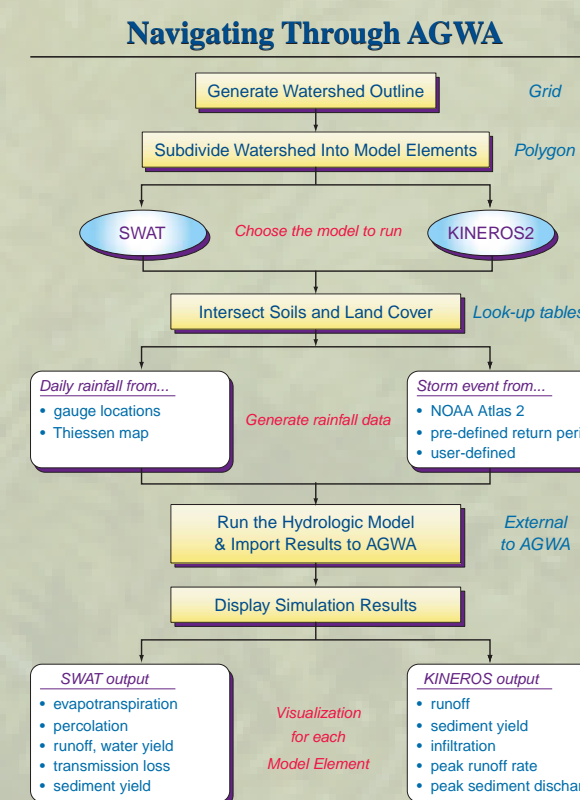 Navigating Through AGWA
Generate Watershed Outline
Grid
Subdivide Watershed Into Model Elements
Polygon
SWAT
Choose the model to run
KINEROS2
Intersect Soils and Land Cover
Look-up tables
Daily rainfall from...
• gauge locations
• Thiessen map
Generate rainfall data
Storm event from...
• NOAA Atlas 2
• pre-defined return peri
• user-defined
Run the Hydrologic Model
& Import Results to AGWA
External
to AGWA
Display Simulation Results
SWAT output
• evapotranspiration
• percolation
• runoff, water yield
• transmission loss
• sediment yield
Visualization
for each
Model Element
KINEROS output
• runoff
• sediment yield
• infiltration
• peak runoff rate
• peak sediment dischar